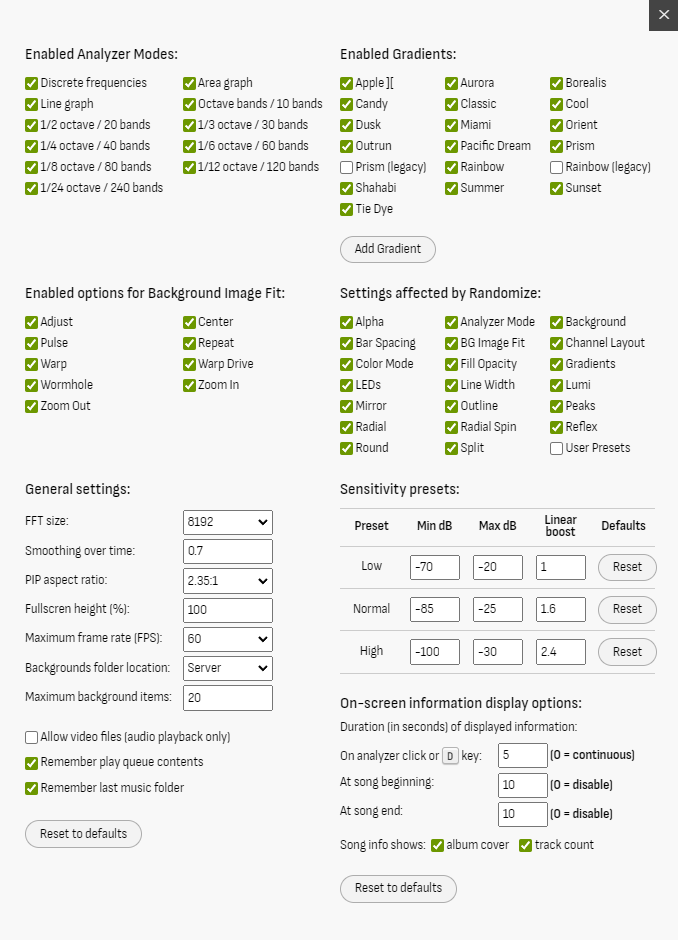 Enabled Analyzer Modes:
Discrete frequencies
Area graph
Line graph
Octave bands / 10 bands
1/2 octave / 20 bands
1/3 octave / 30 bands
1/4 octave / 40 bands
1/6 octave / 60 bands
1/8 octave / 80 bands
1/12 octave / 120 bands
1/24 octave / 240 bands
Enabled Gradients:
Apple ][
Aurora
Borealis
Candy
Classic
Cool
Dusk
Miami
Orient
Outrun
Pacific Dream
Prism
Prism (legacy)
Rainbow
Rainbow (legacy)
Shahabi
Summer
Sunset
Tie Dye
Add Gradient
Enabled options for Background Image Fit:
Adjust
Center
Pulse
Repeat
Warp
Warp Drive
Wormhole
Zoom In
Zoom Out
Settings affected by Randomize:
Alpha
Analyzer Mode
Background
Bar Spacing
BG Image Fit
Channel Layout
Color Mode
Fill Opacity
Gradients
LEDs
Line Width
Lumi
Mirror
Outline
Peaks
Radial
Radial Spin
Reflex
Round
Split
User Presets
General settings:
FFT size: 8192
Smoothing over time: 0.7
PIP aspect ratio: 2.35:1
Fullscren height (%): 100
Maximum frame rate (FPS): 60
Backgrounds folder location: Server
Maximum background items: 20
Allow video files (audio playback only)
Remember play queue contents
Remember last music folder
Reset to defaults
Sensitivity presets:
Preset Min dB Max dB Linear boost Defaults
Low -70 -20 1 Reset
Normal -85 -25 1.6 Reset
High -100 -30 2.4 Reset
On-screen information display options:
Duration (in seconds) of displayed information:
On analyzer click or D key: 5 (0 = continuous)
At song beginning: 10 (0 = disable)
At song end: 10 (0 = disable)
Song info shows: album cover track count
Reset to defaults